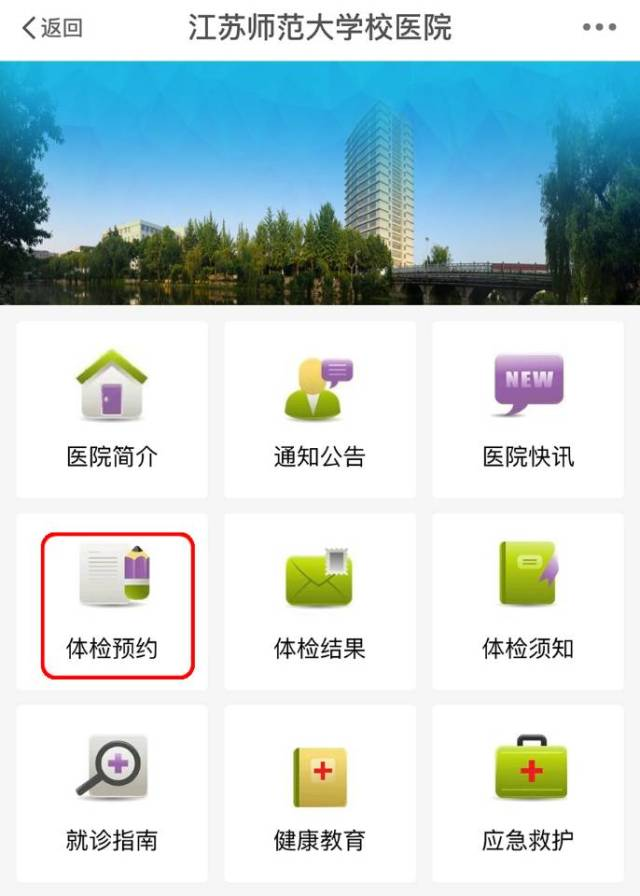 返回
江苏师范大学校医院
医院简介
通知公告
NEW
医院快讯
体检预约
体检结果
体检须知
就诊指南
健康教育
应急救护